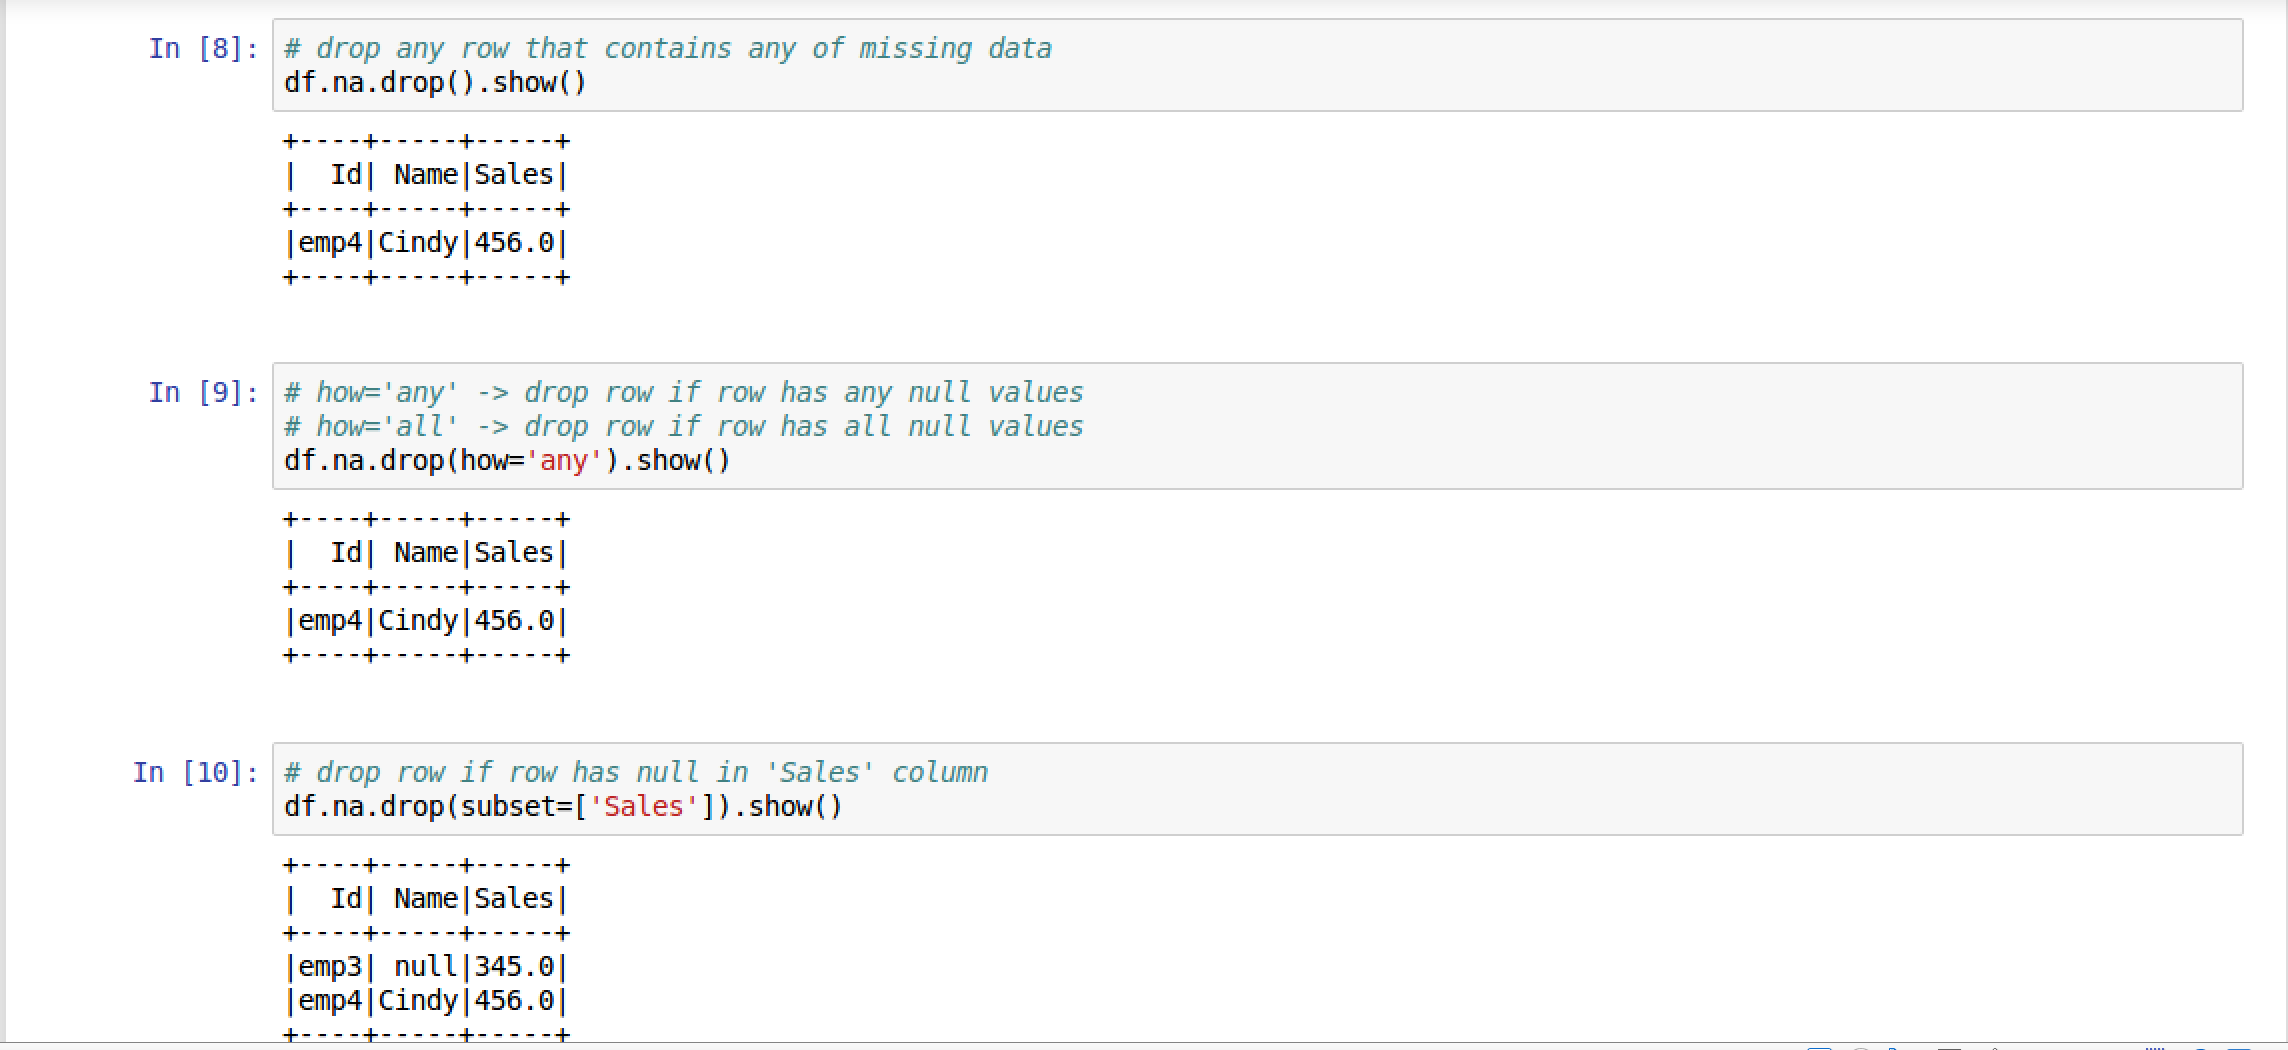 In [8]: # drop any row that contains any of missing data
df.na.drop().show()
+----+-----+-----+
|  Id| Name|Sales|
+----+-----+-----+
|emp4|Cindy|456.0|
+----+-----+-----+
In [9]: # how='any' -> drop row if row has any null values
# how='all' -> drop row if row has all null values
df.na.drop(how='any').show()
+----+-----+-----+
|  Id| Name|Sales|
+----+-----+-----+
|emp4|Cindy|456.0|
+----+-----+-----+
In [10]: # drop row if row has null in 'Sales' column
df.na.drop(subset=['Sales']).show()
+----+-----+-----+
|  Id| Name|Sales|
+----+-----+-----+
|emp3| null|345.0|
|emp4|Cindy|456.0|
+----+-----+-----+